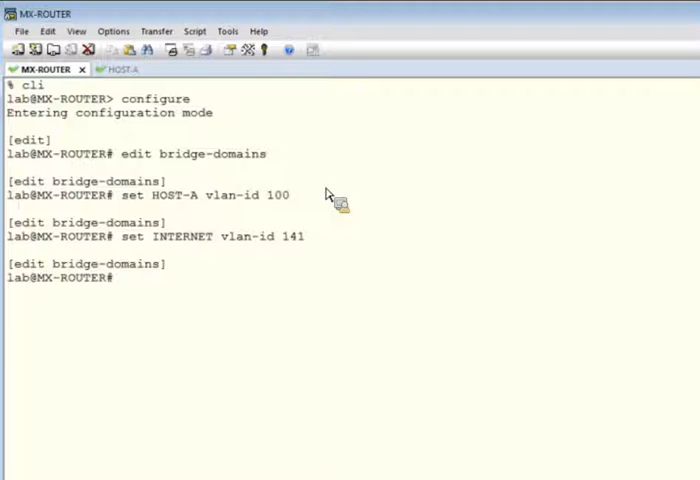 MX-ROUTER
File Edit View Options Transfer Script Tools Help
MX-ROUTER x HOST-A
% cli
lab@MX-ROUTER> configure
Entering configuration mode
[edit]
lab@MX-ROUTER# edit bridge-domains
[edit bridge-domains]
lab@MX-ROUTER# set HOST-A vlan-id 100
[edit bridge-domains]
lab@MX-ROUTER# set INTERNET vlan-id 141
[edit bridge-domains]
lab@MX-ROUTER#